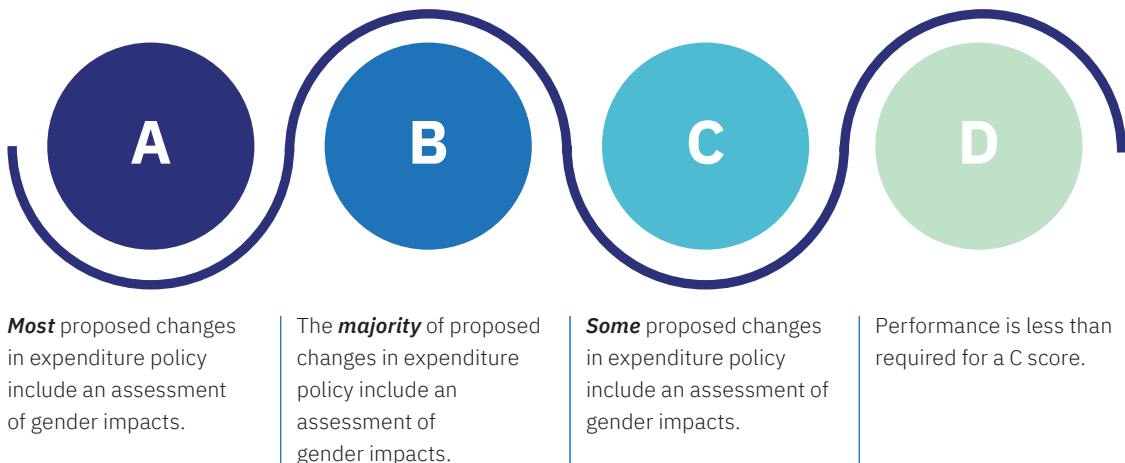 A
B
C
D
Most proposed changes
in expenditure policy
include an assessment
of gender impacts.
The majority of proposed
changes in expenditure
policy include an
assessment of
gender impacts.
Some proposed changes
in expenditure policy
include an assessment of
gender impacts.
Performance is less than
required for a C score.